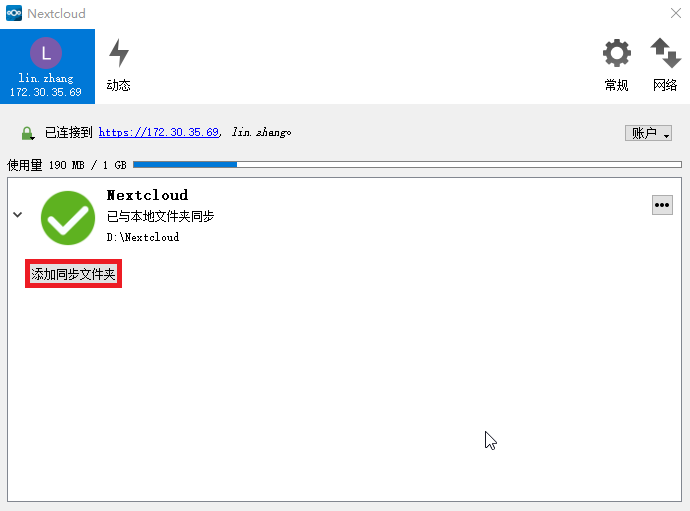 Nextcloud
L
lin.zhang
172.30.35.69
动态
常规
网络
已连接到 https://172.30.35.69, lin.zhang。
账户
使用量 190 MB / 1 GB
Nextcloud
已与本地文件夹同步
D:\Nextcloud
添加同步文件夹